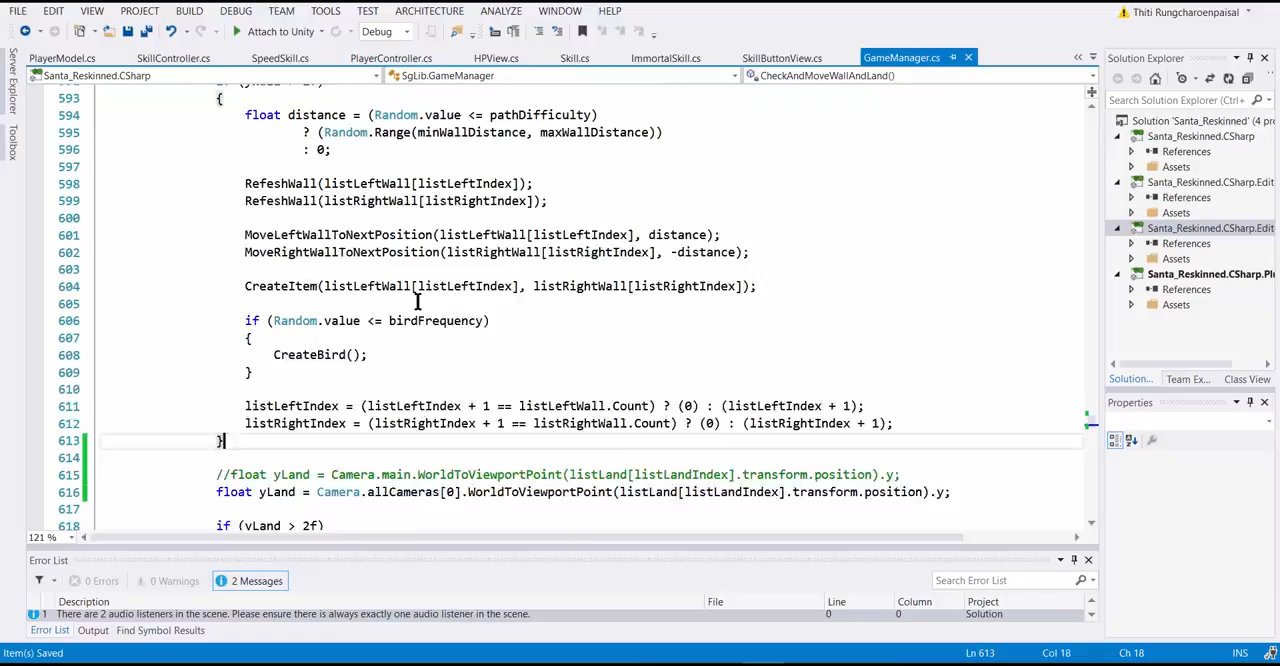 FILE EDIT VIEW PROJECT BUILD DEBUG TEAM TOOLS TEST ARCHITECTURE ANALYZE WINDOW HELP Thiti Rungcharoenpaisal
Attach to Unity Debug
PlayerModel.cs SkillController.cs SpeedSkill.cs PlayerController.cs HPView.cs Skill.cs ImmortalSkill.cs SkillButtonView.cs GameManager.cs
Santa_Reskinned.CSharp SgLib.GameManager CheckAndMoveWallAndLand()
Server Explorer
Toolbox
593 {
594 float distance = (Random.value <= pathDifficulty)
595 ? (Random.Range(minWallDistance, maxWallDistance))
596 : 0;
597
598 RefeshWall(listLeftWall[listLeftIndex]);
599 RefeshWall(listRightWall[listRightIndex]);
600
601 MoveLeftWallToNextPosition(listLeftWall[listLeftIndex], distance);
602 MoveRightWallToNextPosition(listRightWall[listRightIndex], -distance);
603
604 CreateItem(listLeftWall[listLeftIndex], listRightWall[listRightIndex]);
605
606 if (Random.value <= birdFrequency)
607 {
608 CreateBird();
609 }
610
611 listLeftIndex = (listLeftIndex + 1 == listLeftWall.Count) ? (0) : (listLeftIndex + 1);
612 listRightIndex = (listRightIndex + 1 == listRightWall.Count) ? (0) : (listRightIndex + 1);
613 }
614
615 //float yLand = Camera.main.WorldToViewportPoint(listLand[listLandIndex].transform.position).y;
616 float yLand = Camera.allCameras[0].WorldToViewportPoint(listLand[listLandIndex].transform.position).y;
617
618 if (yLand > 2f)
121 %
Solution Explorer
Search Solution Explorer (Ctrl+
Solution 'Santa_Reskinned' (4 pro
Santa_Reskinned.CSharp
References
Assets
Santa_Reskinned.CSharp.Edit
References
Assets
Santa_Reskinned.CSharp.Edit
References
Assets
Santa_Reskinned.CSharp.Plu
References
Assets
Solution... Team Ex... Class View
Properties
Error List
0 Errors 0 Warnings 2 Messages Search Error List
Description File Line Column Project
1 There are 2 audio listeners in the scene. Please ensure there is always exactly one audio listener in the scene. 0 0 Solution
Error List Output Find Symbol Results
Item(s) Saved Ln 613 Col 18 Ch 18 INS